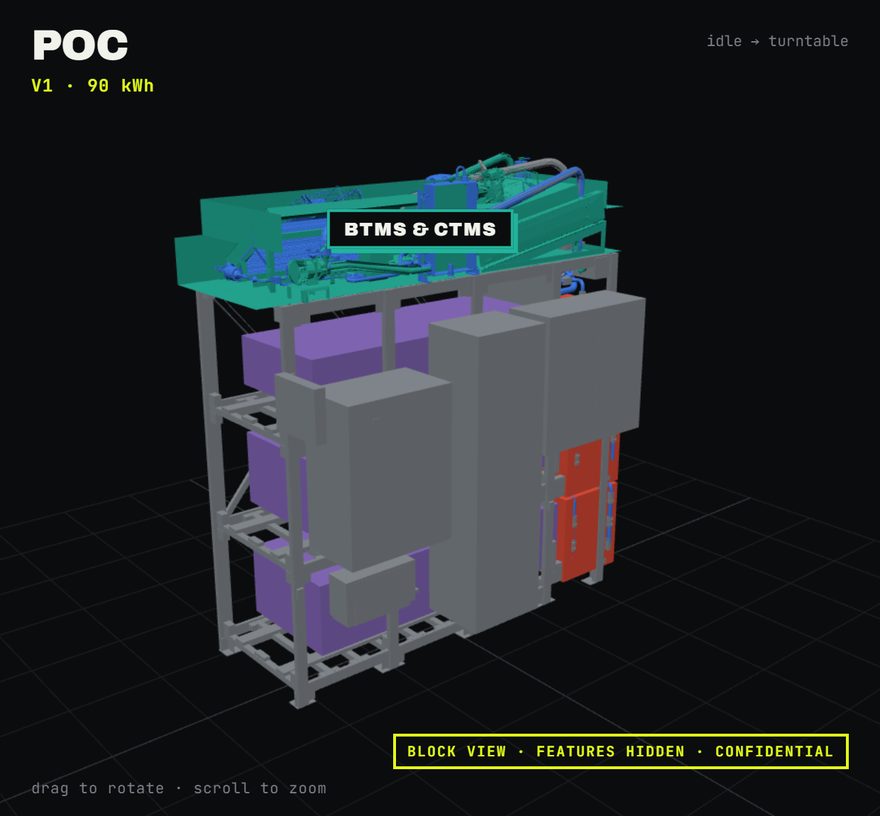 POC
idle → turntable
V1 · 90 kWh
BTMS & CTMS
BLOCK VIEW · FEATURES HIDDEN · CONFIDENTIAL
drag to rotate · scroll to zoom